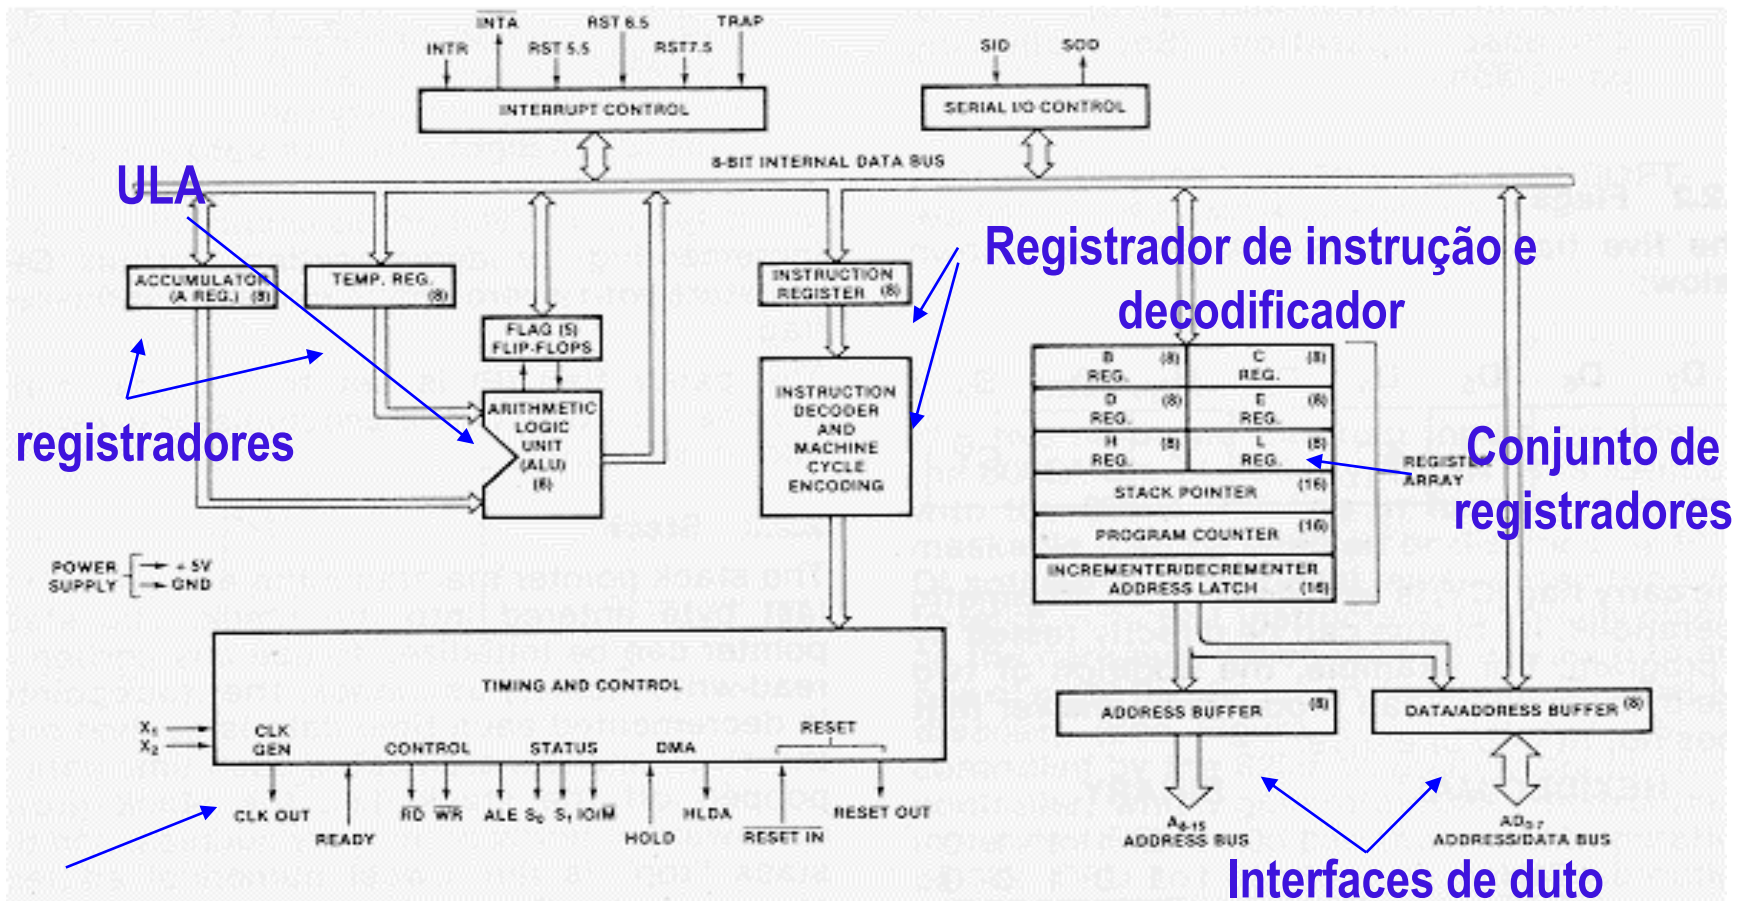 INTA
RST 6.5
TRAP
INTR
RST 5.5
RST7.5
SID
SOD
INTERRUPT CONTROL
SERIAL I/O CONTROL
8-BIT INTERNAL DATA BUS
ULA
Registrador de instrução e
decodificador
ACCUMULATOR
(A REG.) (8)
TEMP. REG.
(8)
INSTRUCTION
REGISTER (8)
FLAG (5)
FLIP-FLOPS
ARITHMETIC
LOGIC
UNIT
(ALU)
(8)
INSTRUCTION
DECODER
AND
MACHINE
CYCLE
ENCODING
B (8)
REG.
C (8)
REG.
D (8)
REG.
E (8)
REG.
H (8)
REG.
L (8)
REG.
STACK POINTER (16)
PROGRAM COUNTER (16)
INCREMENTER/DECREMENTER
ADDRESS LATCH (16)
REGISTER
ARRAY
registradores
Conjunto de
registradores
POWER
SUPPLY
+5V
GND
TIMING AND CONTROL
X₁
X₂
CLK
GEN
CONTROL
STATUS
DMA
RESET
CLK OUT
READY
RD WR
ALE S₀ S₁ IO/M
HOLD
HLDA
RESET IN
RESET OUT
ADDRESS BUFFER (8)
DATA/ADDRESS BUFFER (8)
A₈₋₁₅
ADDRESS BUS
AD₀₋₇
ADDRESS/DATA BUS
Interfaces de duto